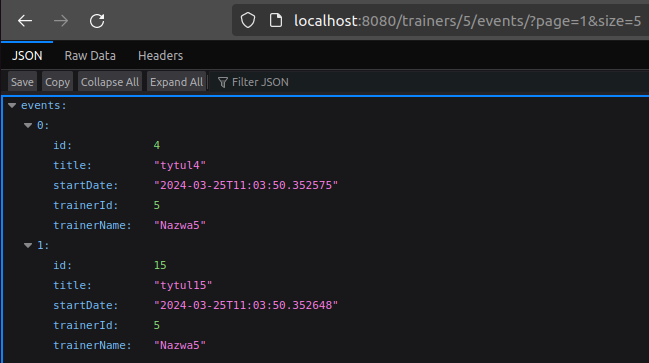 localhost:8080/trainers/5/events/?page=1&size=5
JSON Raw Data Headers
Save Copy Collapse All Expand All Filter JSON
events:
0:
id: 4
title: "tytul4"
startDate: "2024-03-25T11:03:50.352575"
trainerId: 5
trainerName: "Nazwa5"
1:
id: 15
title: "tytul15"
startDate: "2024-03-25T11:03:50.352648"
trainerId: 5
trainerName: "Nazwa5"